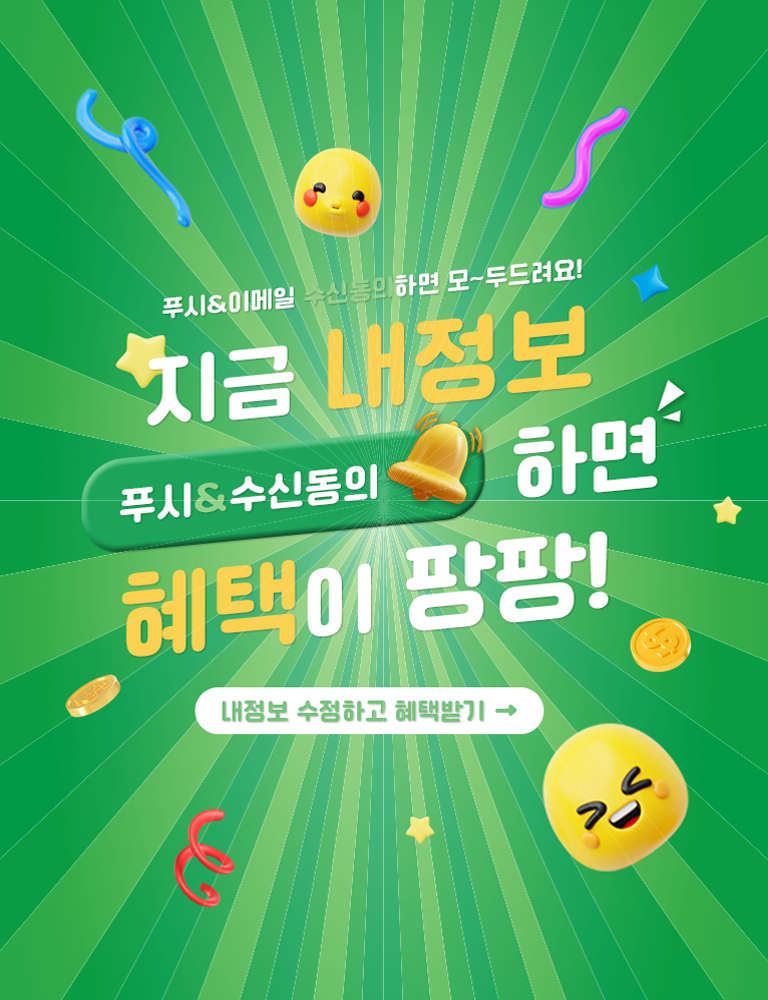 푸시&이메일 수신동의하면 모~두드려요!
지금 내정보
푸시&수신동의 하면
혜택이 팡팡!
내정보 수정하고 혜택받기 →